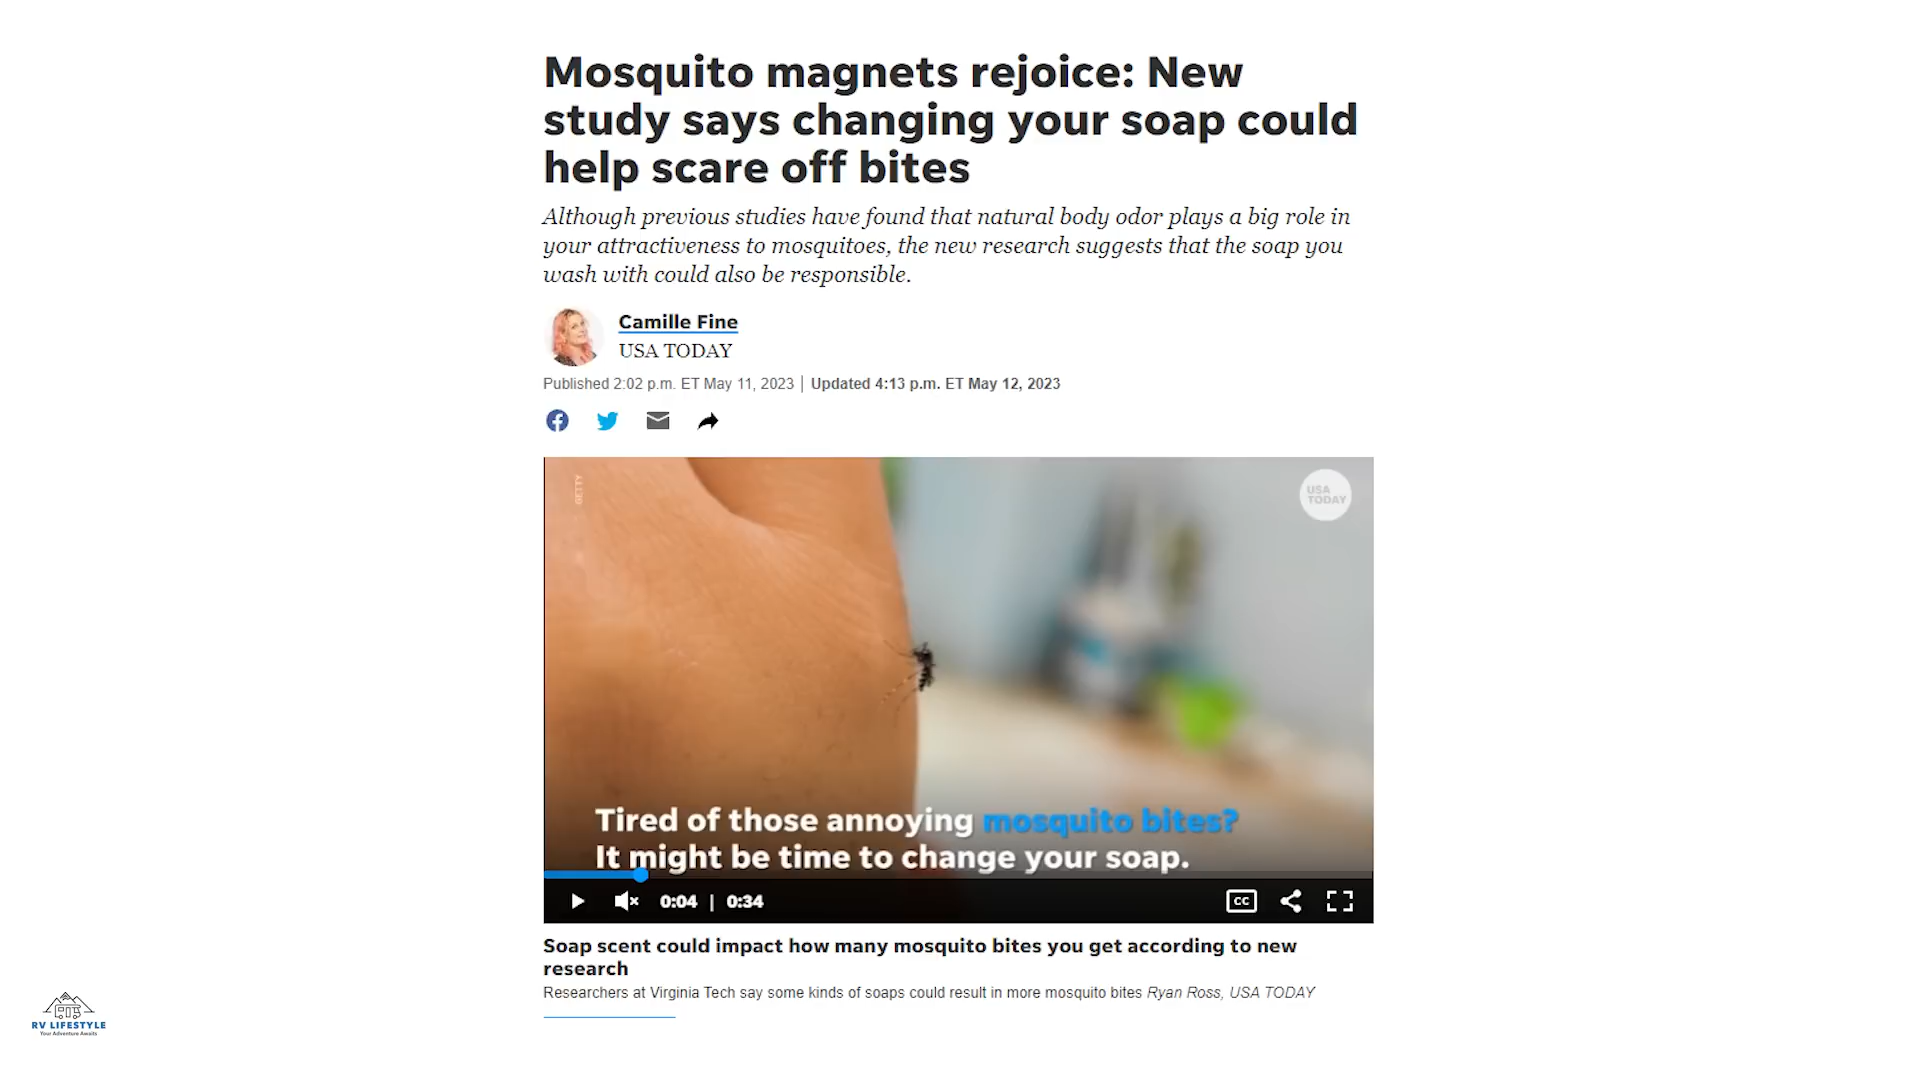 Mosquito magnets rejoice: New
study says changing your soap could
help scare off bites
Although previous studies have found that natural body odor plays a big role in
your attractiveness to mosquitoes, the new research suggests that the soap you
wash with could also be responsible.
Camille Fine
USA TODAY
Published 2:02 p.m. ET May 11, 2023 | Updated 4:13 p.m. ET May 12, 2023
GETTY
USA
TODAY
Tired of those annoying mosquito bites?
It might be time to change your soap.
0:04 | 0:34
CC
Soap scent could impact how many mosquito bites you get according to new
research
Researchers at Virginia Tech say some kinds of soaps could result in more mosquito bites Ryan Ross, USA TODAY
RV LIFESTYLE
Your Adventure Awaits